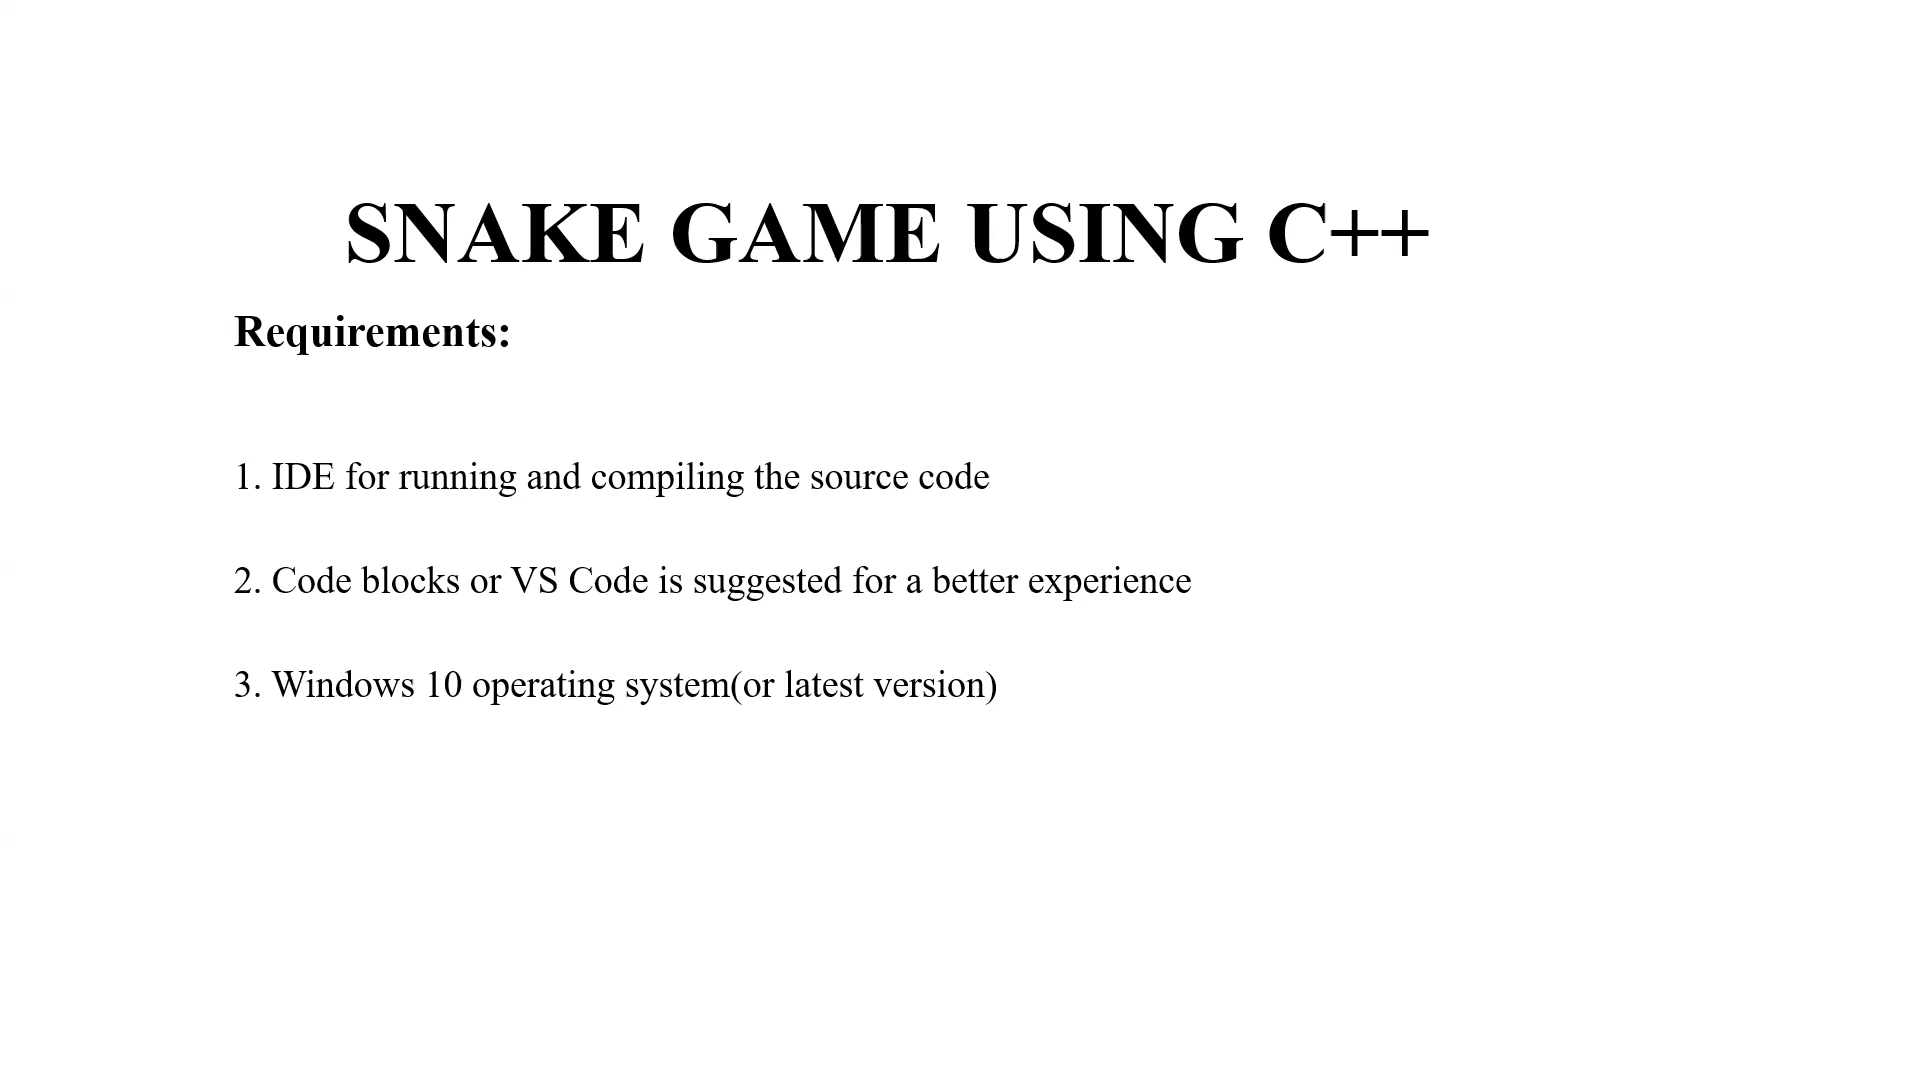 SNAKE GAME USING C++
Requirements:
1. IDE for running and compiling the source code
2. Code blocks or VS Code is suggested for a better experience
3. Windows 10 operating system(or latest version)